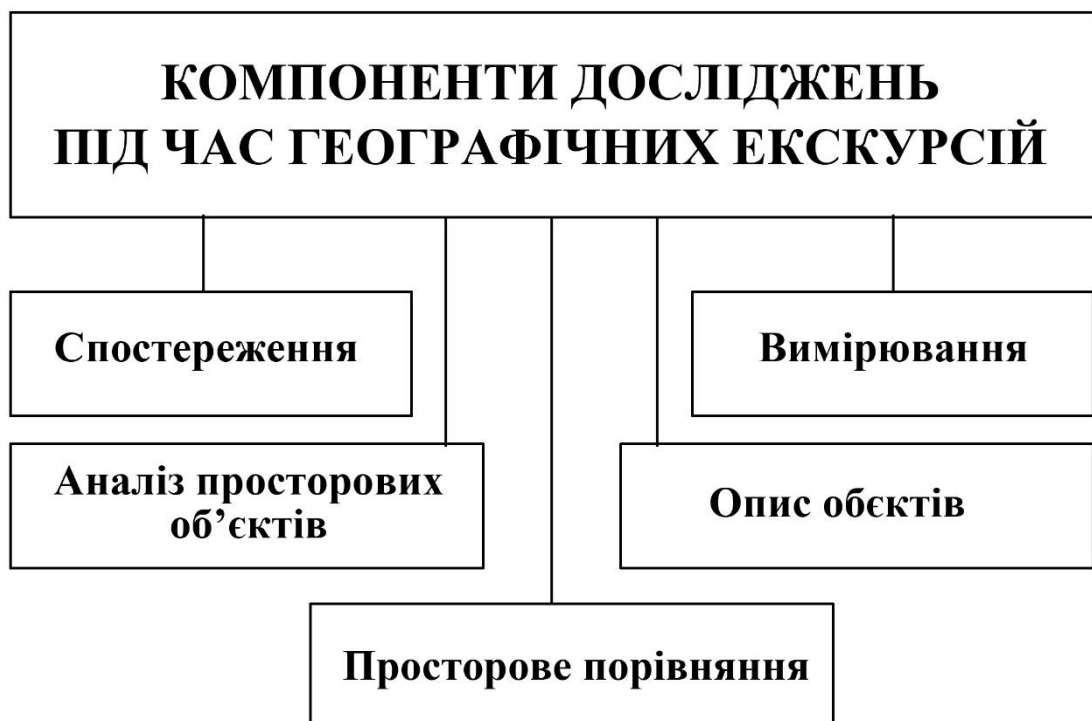 КОМПОНЕНТИ ДОСЛІДЖЕНЬ
ПІД ЧАС ГЕОГРАФІЧНИХ ЕКСКУРСІЙ
Спостереження
Вимірювання
Аналіз просторових
об’єктів
Опис обєктів
Просторове порівняння